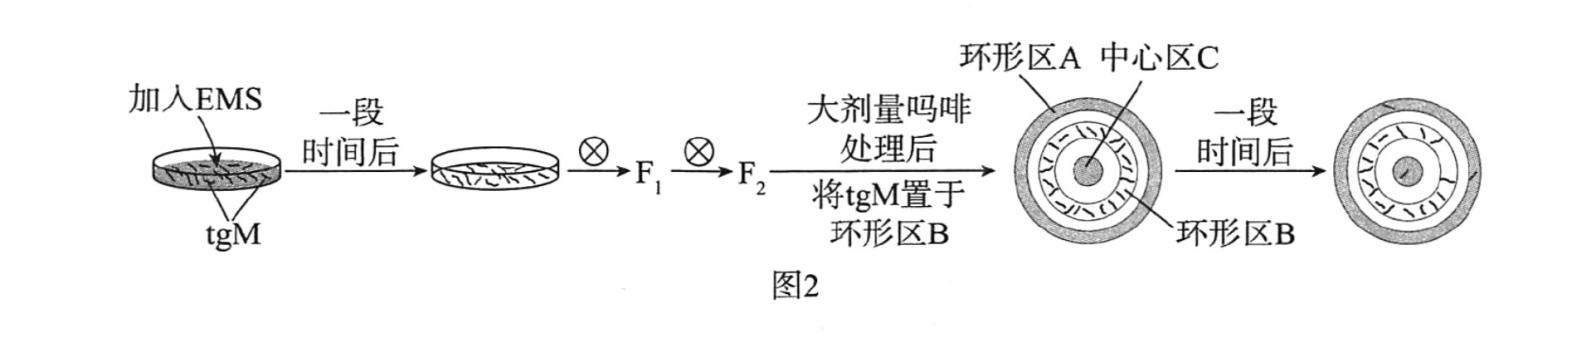 加入EMS
tgM
一段
时间后
⊗
F₁
⊗
F₂
大剂量吗啡
处理后
将tgM置于
环形区B
环形区A
中心区C
环形区B
一段
时间后
图2